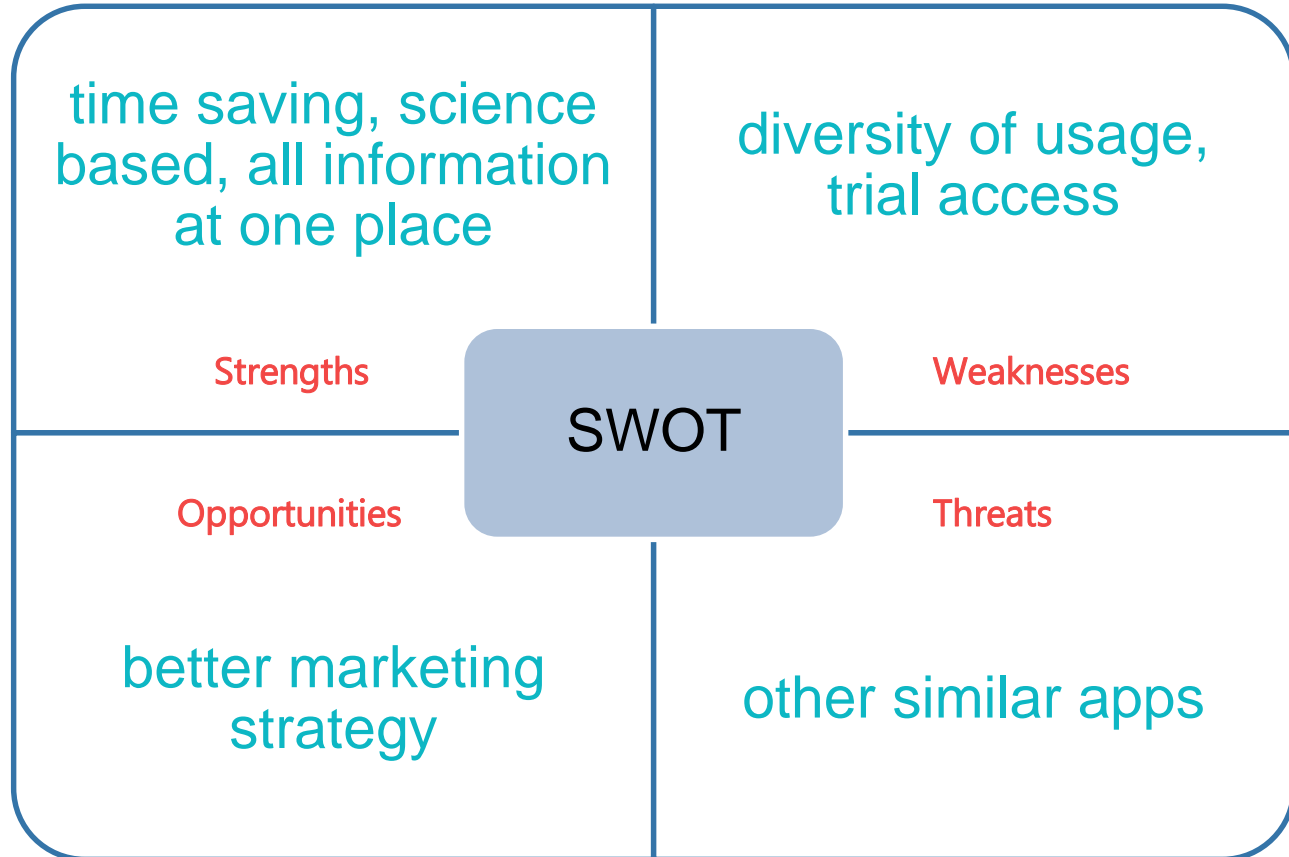 time saving, science
based, all information
at one place
Strengths
diversity of usage,
trial access
Weaknesses
SWOT
Opportunities
better marketing
strategy
Threats
other similar apps